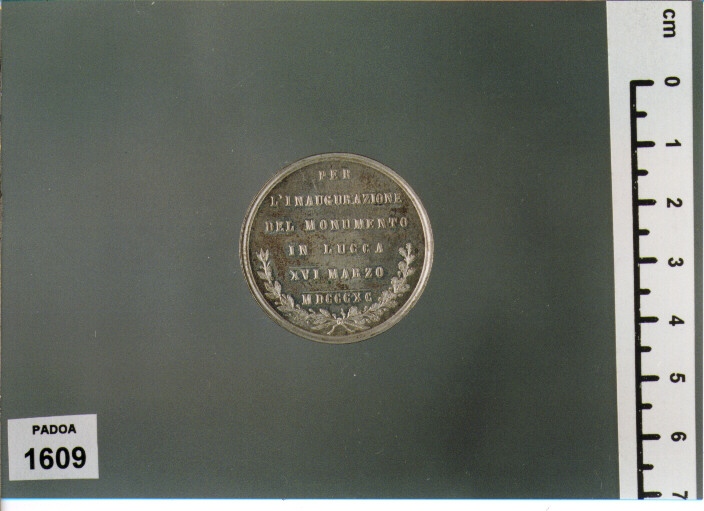 PER
L'INAUGURAZIONE
DEL MONUMENTO
IN LUCCA
XVI MARZO
MDCCCXC
PADOA
1609
cm
0
1
2
3
4
5
6
7